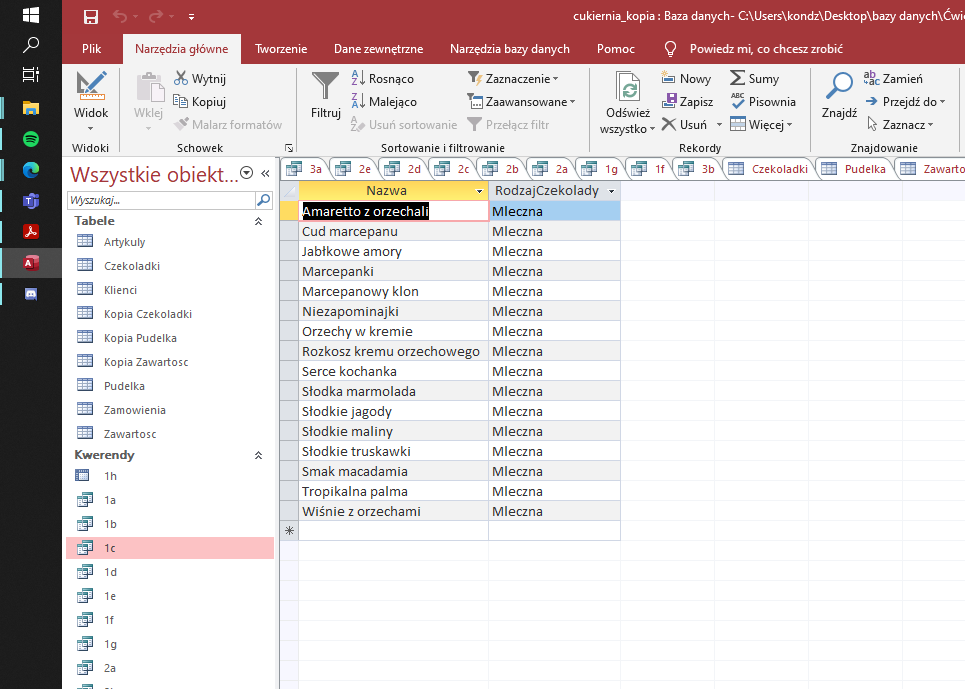 cukiernia_kopia : Baza danych- C:\Users\kondz\Desktop\bazy danych\Ćwi
Plik Narzędzia główne Tworzenie Dane zewnętrzne Narzędzia bazy danych Pomoc Powiedz mi, co chcesz zrobić
Widok
Widoki
Wklej
Wytnij
Kopiuj
Malarz formatów
Schowek
Filtruj
Rosnąco
Malejąco
Usuń sortowanie
Zaznaczenie
Zaawansowane
Przełącz filtr
Sortowanie i filtrowanie
Odśwież
wszystko
Nowy
Zapisz
Usuń
Sumy
Pisownia
Więcej
Rekordy
Znajdź
Zamień
Przejdź do
Zaznacz
Znajdowanie
Wszystkie obiekt...
Wyszukaj...
Tabele
Artykuly
Czekoladki
Klienci
Kopia Czekoladki
Kopia Pudelka
Kopia Zawartosc
Pudelka
Zamowienia
Zawartosc
Kwerendy
1h
1a
1b
1c
1d
1e
1f
1g
2a
3a 2e 2d 2c 2b 2a 1g 1f 3b Czekoladki Pudelka Zawarto
Nazwa RodzajCzekolady
Amaretto z orzechali Mleczna
Cud marcepanu Mleczna
Jabłkowe amory Mleczna
Marcepanki Mleczna
Marcepanowy klon Mleczna
Niezapominajki Mleczna
Orzechy w kremie Mleczna
Rozkosz kremu orzechowego Mleczna
Serce kochanka Mleczna
Słodka marmolada Mleczna
Słodkie jagody Mleczna
Słodkie maliny Mleczna
Słodkie truskawki Mleczna
Smak macadamia Mleczna
Tropikalna palma Mleczna
Wiśnie z orzechami Mleczna